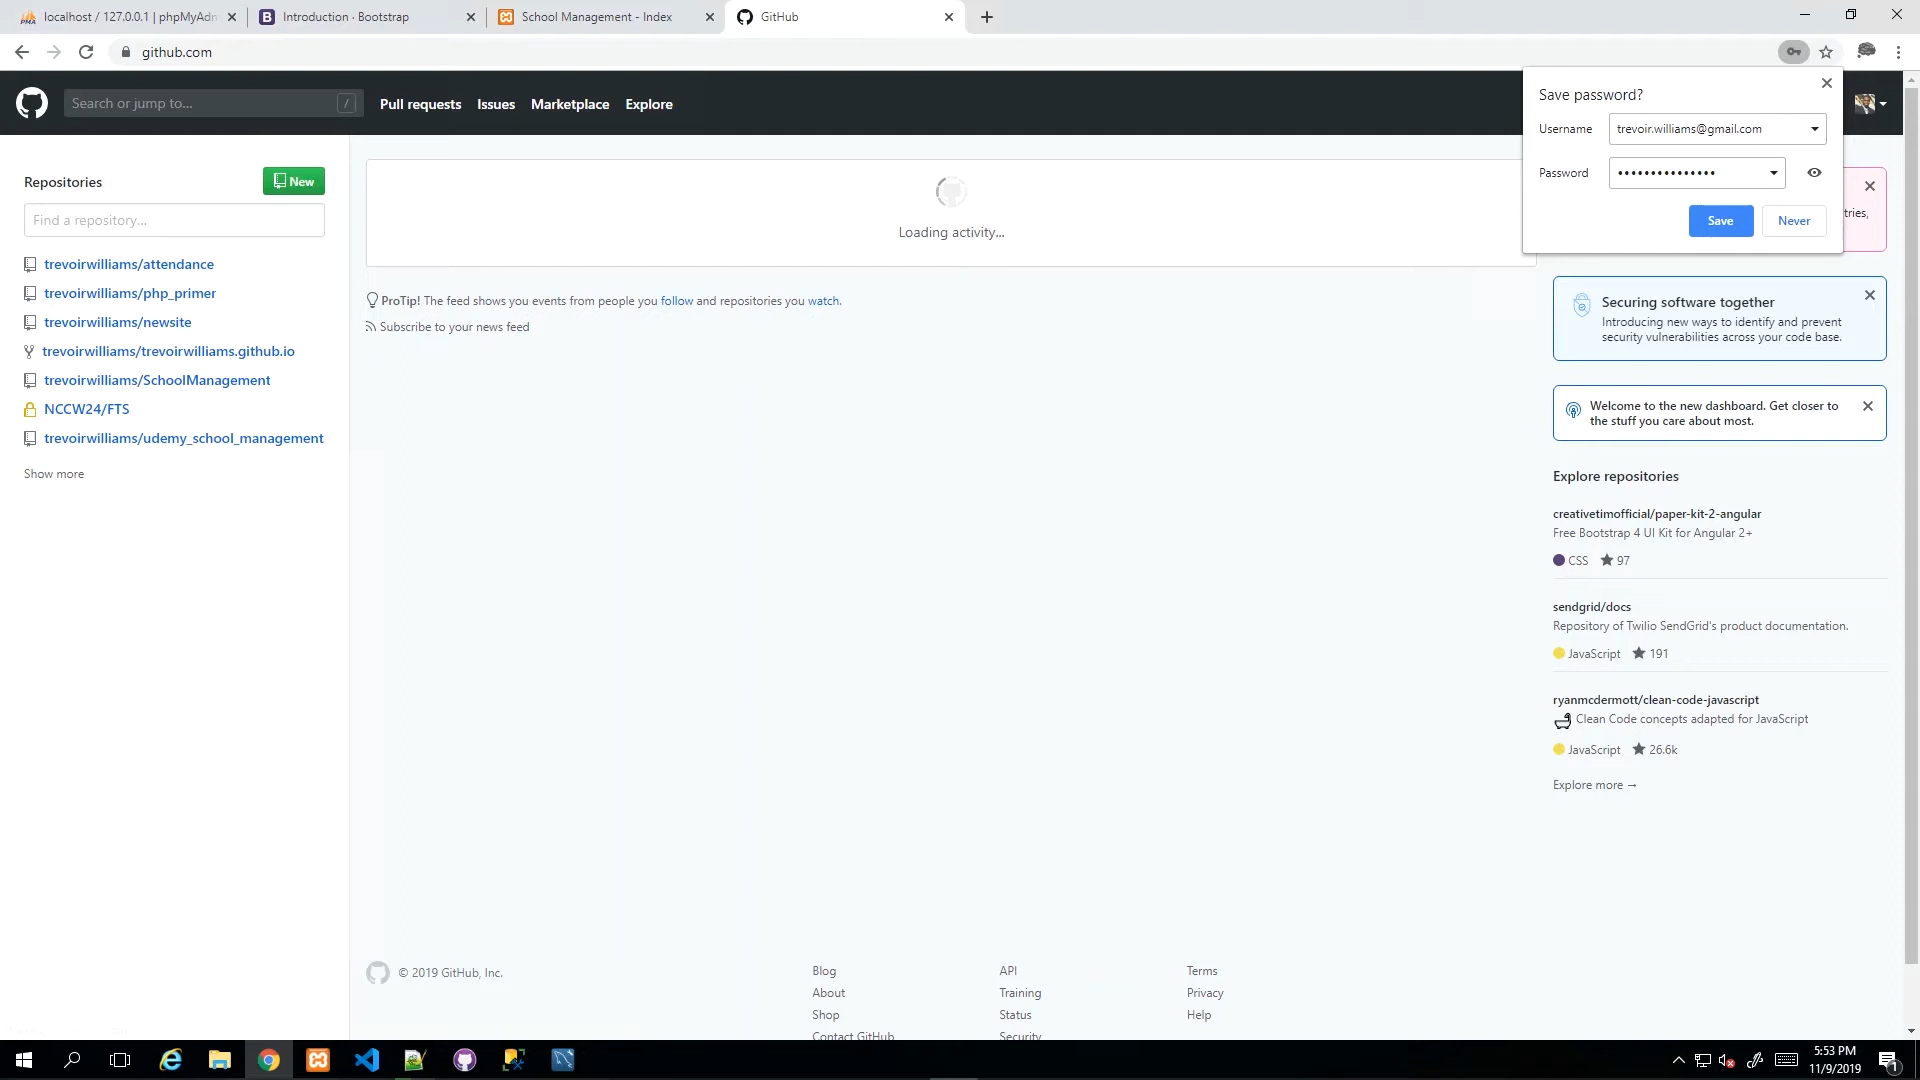 localhost / 127.0.0.1 | phpMyAdm
Introduction · Bootstrap
School Management - Index
GitHub
github.com
Search or jump to...
/
Pull requests
Issues
Marketplace
Explore
Save password?
Username
trevoir.williams@gmail.com
Password
•••••••••••••••
Save
Never
Repositories
New
Find a repository...
trevoirwilliams/attendance
trevoirwilliams/php_primer
trevoirwilliams/newsite
trevoirwilliams/trevoirwilliams.github.io
trevoirwilliams/SchoolManagement
NCCW24/FTS
trevoirwilliams/udemy_school_management
Show more
Loading activity...
ProTip! The feed shows you events from people you follow and repositories you watch.
Subscribe to your news feed
tries,
Securing software together
Introducing new ways to identify and prevent
security vulnerabilities across your code base.
Welcome to the new dashboard. Get closer to
the stuff you care about most.
Explore repositories
creativetimofficial/paper-kit-2-angular
Free Bootstrap 4 UI Kit for Angular 2+
CSS 97
sendgrid/docs
Repository of Twilio SendGrid's product documentation.
JavaScript 191
ryanmcdermott/clean-code-javascript
Clean Code concepts adapted for JavaScript
JavaScript 26.6k
Explore more →
© 2019 GitHub, Inc.
Blog
About
Shop
Contact GitHub
API
Training
Status
Security
Terms
Privacy
Help
5:53 PM
11/9/2019
1